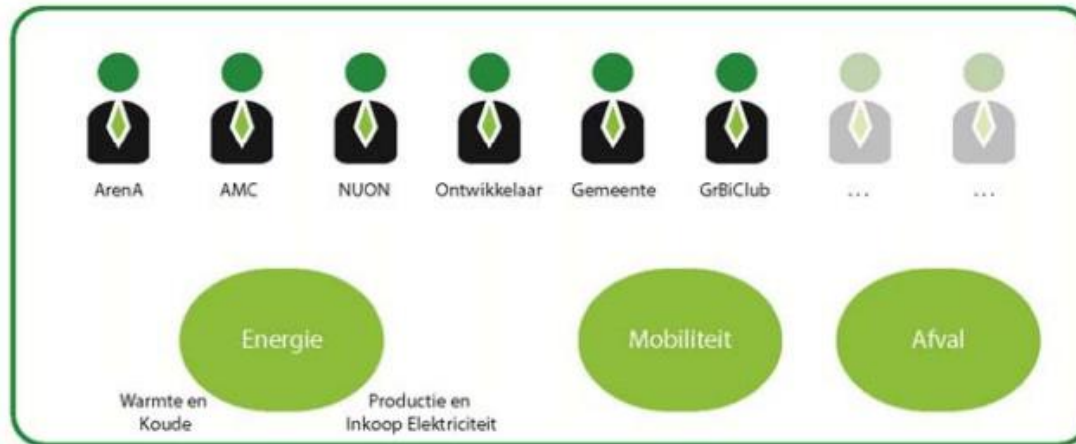 ArenA
AMC
NUON
Ontwikkelaar
Gemeente
GrBiClub
...
...
Energie
Mobiliteit
Afval
Warmte en
Koude
Productie en
Inkoop Elektriciteit